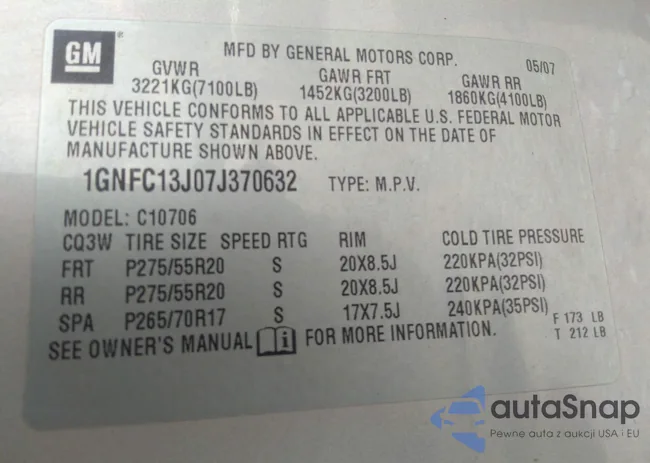 GM
MFD BY GENERAL MOTORS CORP. 05/07
GVWR GAWR FRT GAWR RR
3221KG(7100LB) 1452KG(3200LB) 1860KG(4100LB)
THIS VEHICLE CONFORMS TO ALL APPLICABLE U.S. FEDERAL MOTOR
VEHICLE SAFETY STANDARDS IN EFFECT ON THE DATE OF
MANUFACTURE SHOWN ABOVE.
1GNFC13J07J370632 TYPE: M.P.V.
MODEL: C10706
CQ3W TIRE SIZE SPEED RTG RIM COLD TIRE PRESSURE
FRT P275/55R20 S 20X8.5J 220KPA(32PSI)
RR P275/55R20 S 20X8.5J 220KPA(32PSI)
SPA P265/70R17 S 17X7.5J 240KPA(35PSI)
F 173 LB
T 212 LB
SEE OWNER'S MANUAL i FOR MORE INFORMATION.
autaSnap
Pewne auta z aukcji USA i EU